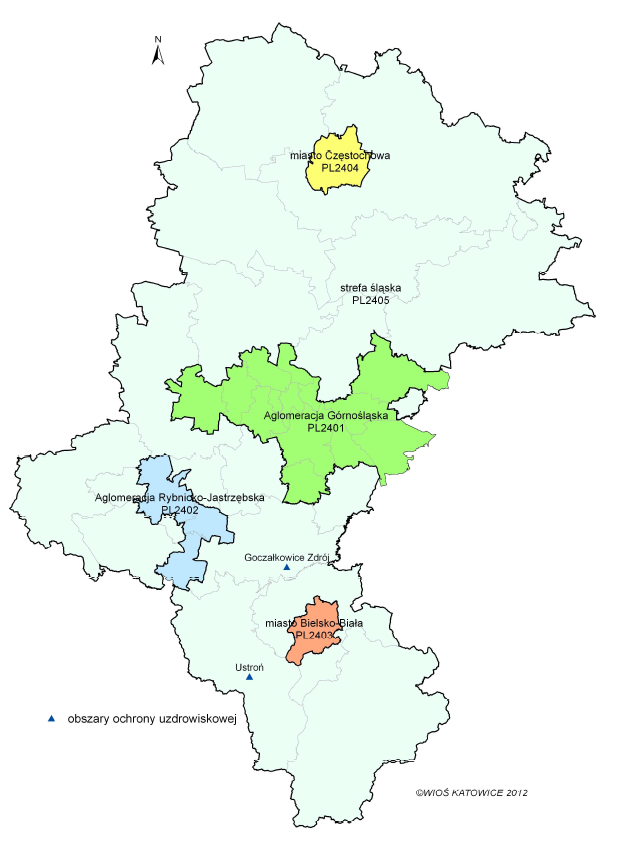 N
miasto Częstochowa
PL2404
strefa śląska
PL2405
Aglomeracja Górnośląska
PL2401
Aglomeracja Rybnicko-Jastrzębska
PL2402
Goczałkowice Zdrój
miasto Bielsko-Biała
PL2403
Ustroń
obszary ochrony uzdrowiskowej
©WIOŚ KATOWICE 2012